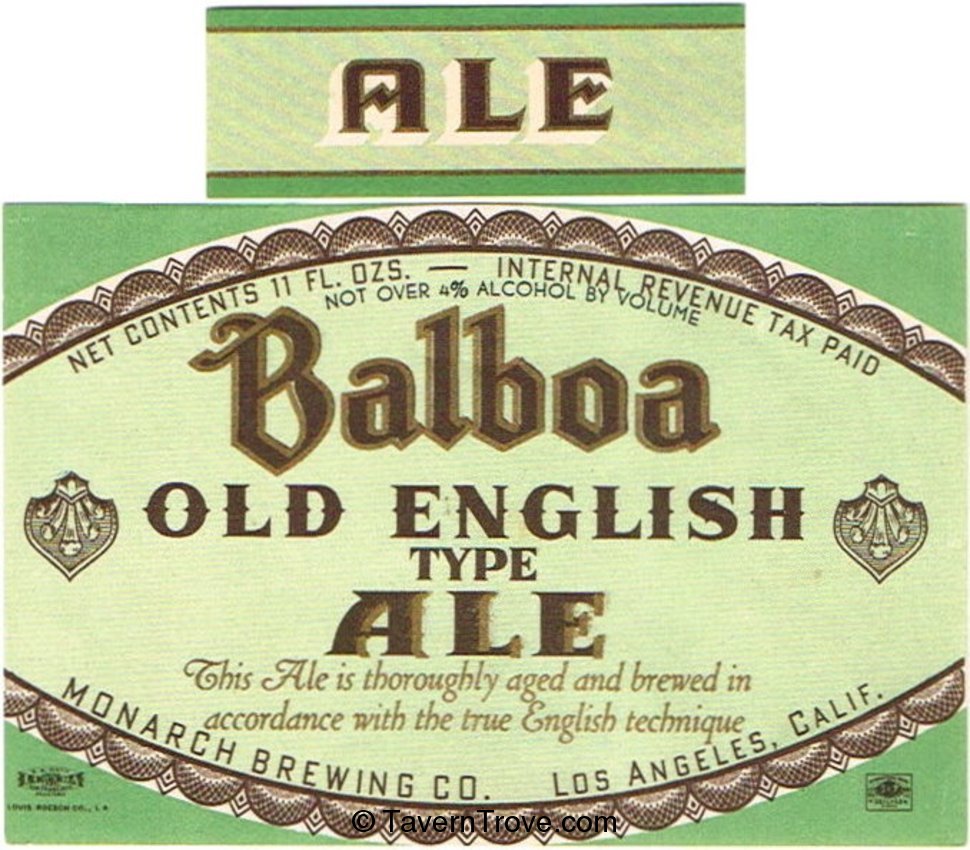 ALE
NET CONTENTS 11 FL. OZS. — INTERNAL REVENUE TAX PAID
NOT OVER 4% ALCOHOL BY VOLUME
Balboa
OLD ENGLISH
TYPE
ALE
This Ale is thoroughly aged and brewed in
accordance with the true English technique
MONARCH BREWING CO. LOS ANGELES, CALIF.
LOUIS ROESCH CO., L.A.
© TavernTrove.com